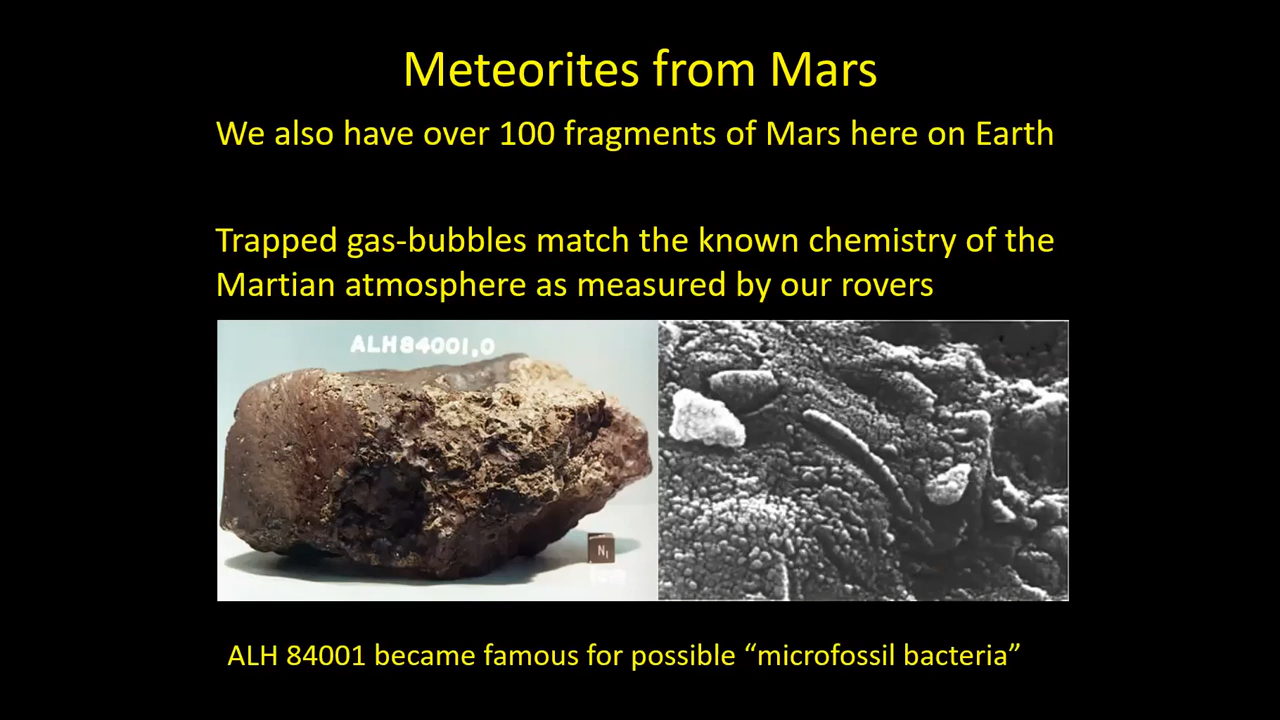 Meteorites from Mars
We also have over 100 fragments of Mars here on Earth
Trapped gas-bubbles match the known chemistry of the
Martian atmosphere as measured by our rovers
ALH84001,0
N1
ALH 84001 became famous for possible “microfossil bacteria”